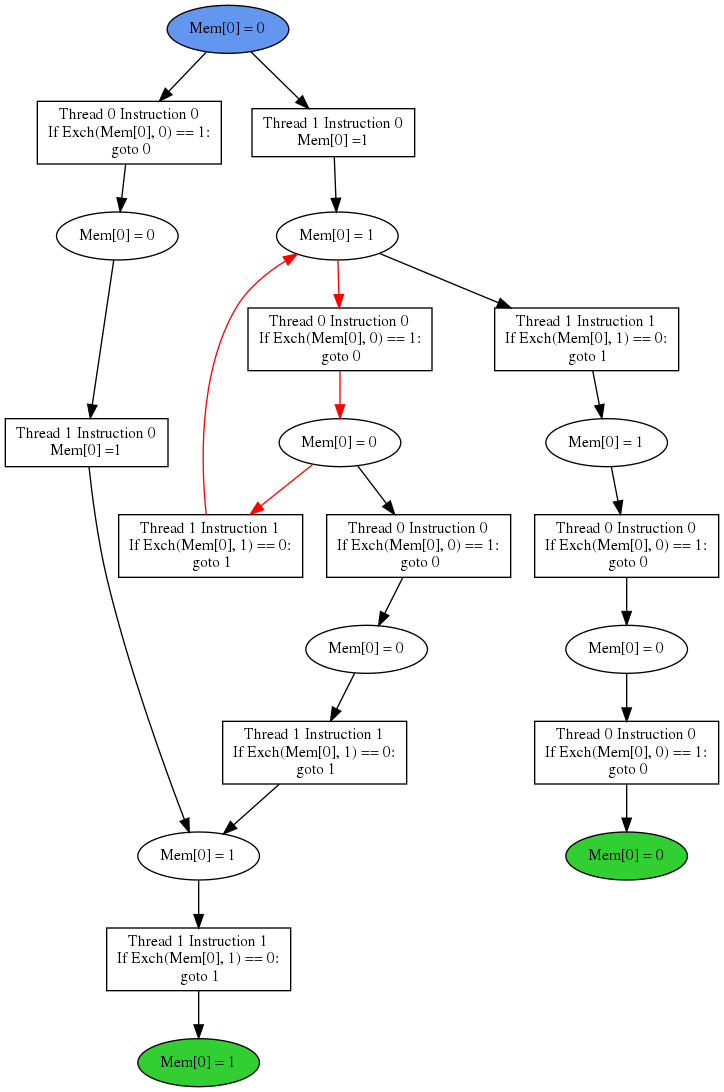 Mem[0] = 0
Thread 0 Instruction 0
If Exch(Mem[0], 0) == 1:
goto 0
Thread 1 Instruction 0
Mem[0] =1
Mem[0] = 0
Mem[0] = 1
Thread 0 Instruction 0
If Exch(Mem[0], 0) == 1:
goto 0
Thread 1 Instruction 1
If Exch(Mem[0], 1) == 0:
goto 1
Thread 1 Instruction 0
Mem[0] =1
Mem[0] = 0
Mem[0] = 1
Thread 1 Instruction 1
If Exch(Mem[0], 1) == 0:
goto 1
Thread 0 Instruction 0
If Exch(Mem[0], 0) == 1:
goto 0
Thread 0 Instruction 0
If Exch(Mem[0], 0) == 1:
goto 0
Mem[0] = 0
Mem[0] = 0
Thread 1 Instruction 1
If Exch(Mem[0], 1) == 0:
goto 1
Thread 0 Instruction 0
If Exch(Mem[0], 0) == 1:
goto 0
Mem[0] = 1
Mem[0] = 0
Thread 1 Instruction 1
If Exch(Mem[0], 1) == 0:
goto 1
Mem[0] = 1